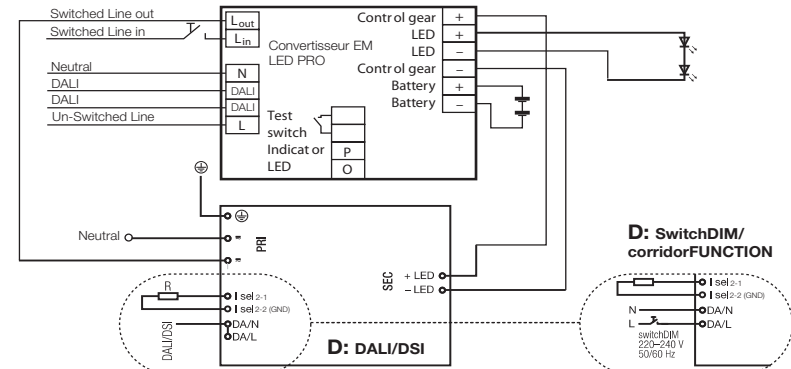 Switched Line out
Switched Line in
Neutral
DALI
DALI
Un-Switched Line
Lout
Lin
N
DALI
DALI
L
Convertisseur EM
LED PRO
Test
switch
Indicat or
LED
P
O
Control gear +
LED +
LED –
Control gear –
Battery +
Battery –
Neutral
PRI
=
=
SEC
+ LED
– LED
R
I sel 2-1
I sel 2-2 (GND)
DA/N
DA/L
DALI/DSI
D: DALI/DSI
D: SwitchDIM/
corridorFUNCTION
I sel 2-1
I sel 2-2 (GND)
N
DA/N
L
DA/L
switchDIM
220–240 V
50/60 Hz